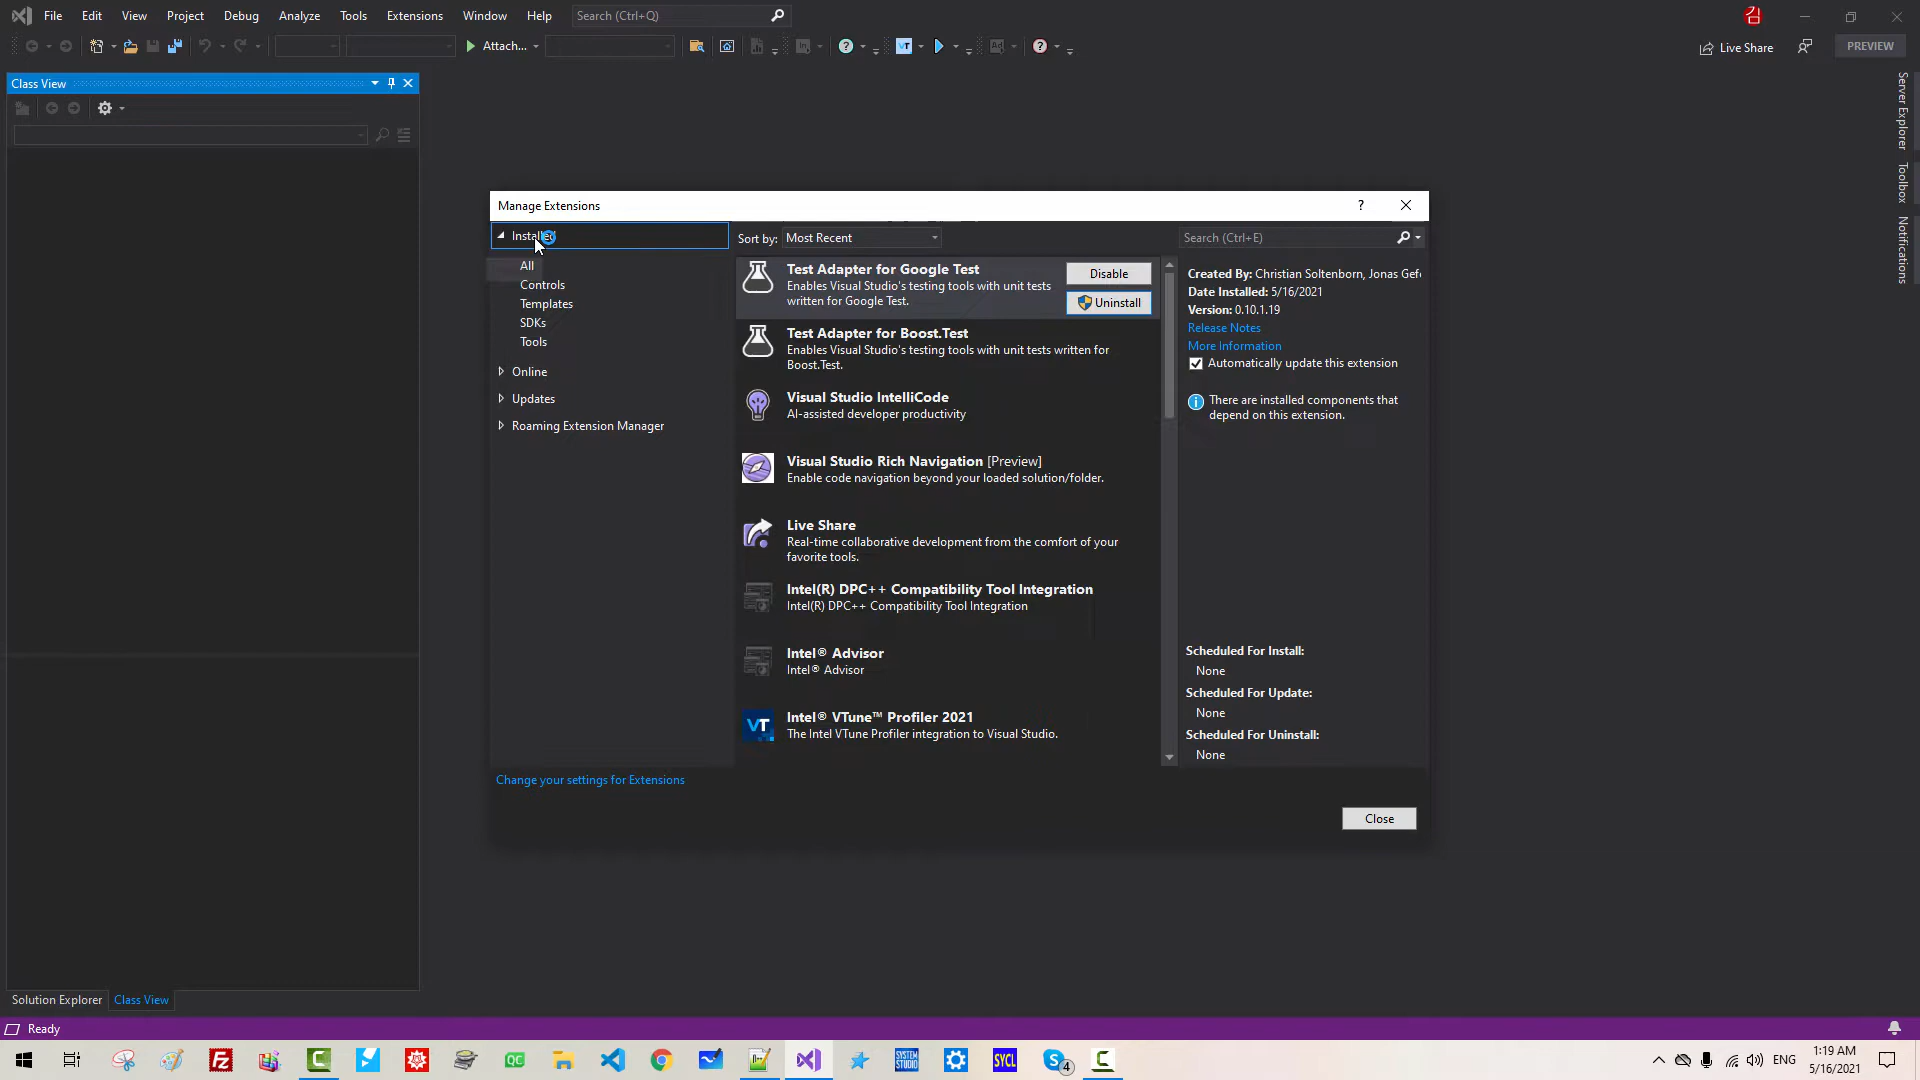 File Edit View Project Debug Analyze Tools Extensions Window Help Search (Ctrl+Q) 김
Attach... VT Live Share PREVIEW
Class View
Server Explorer
Toolbox
Notifications
Manage Extensions
Installed
All
Controls
Templates
SDKs
Tools
Online
Updates
Roaming Extension Manager
Change your settings for Extensions
Sort by: Most Recent
Test Adapter for Google Test
Enables Visual Studio's testing tools with unit tests
written for Google Test.
Disable
Uninstall
Test Adapter for Boost.Test
Enables Visual Studio's testing tools with unit tests written for
Boost.Test.
Visual Studio IntelliCode
AI-assisted developer productivity
Visual Studio Rich Navigation [Preview]
Enable code navigation beyond your loaded solution/folder.
Live Share
Real-time collaborative development from the comfort of your
favorite tools.
Intel(R) DPC++ Compatibility Tool Integration
Intel(R) DPC++ Compatibility Tool Integration
Intel® Advisor
Intel® Advisor
VT
Intel® VTune™ Profiler 2021
The Intel VTune Profiler integration to Visual Studio.
Search (Ctrl+E)
Created By: Christian Soltenborn, Jonas Gef
Date Installed: 5/16/2021
Version: 0.10.1.19
Release Notes
More Information
Automatically update this extension
There are installed components that
depend on this extension.
Scheduled For Install:
None
Scheduled For Update:
None
Scheduled For Uninstall:
None
Close
Solution Explorer Class View
Ready
Fz QC SYSTEM STUDIO SYCL 4 ENG
1:19 AM
5/16/2021